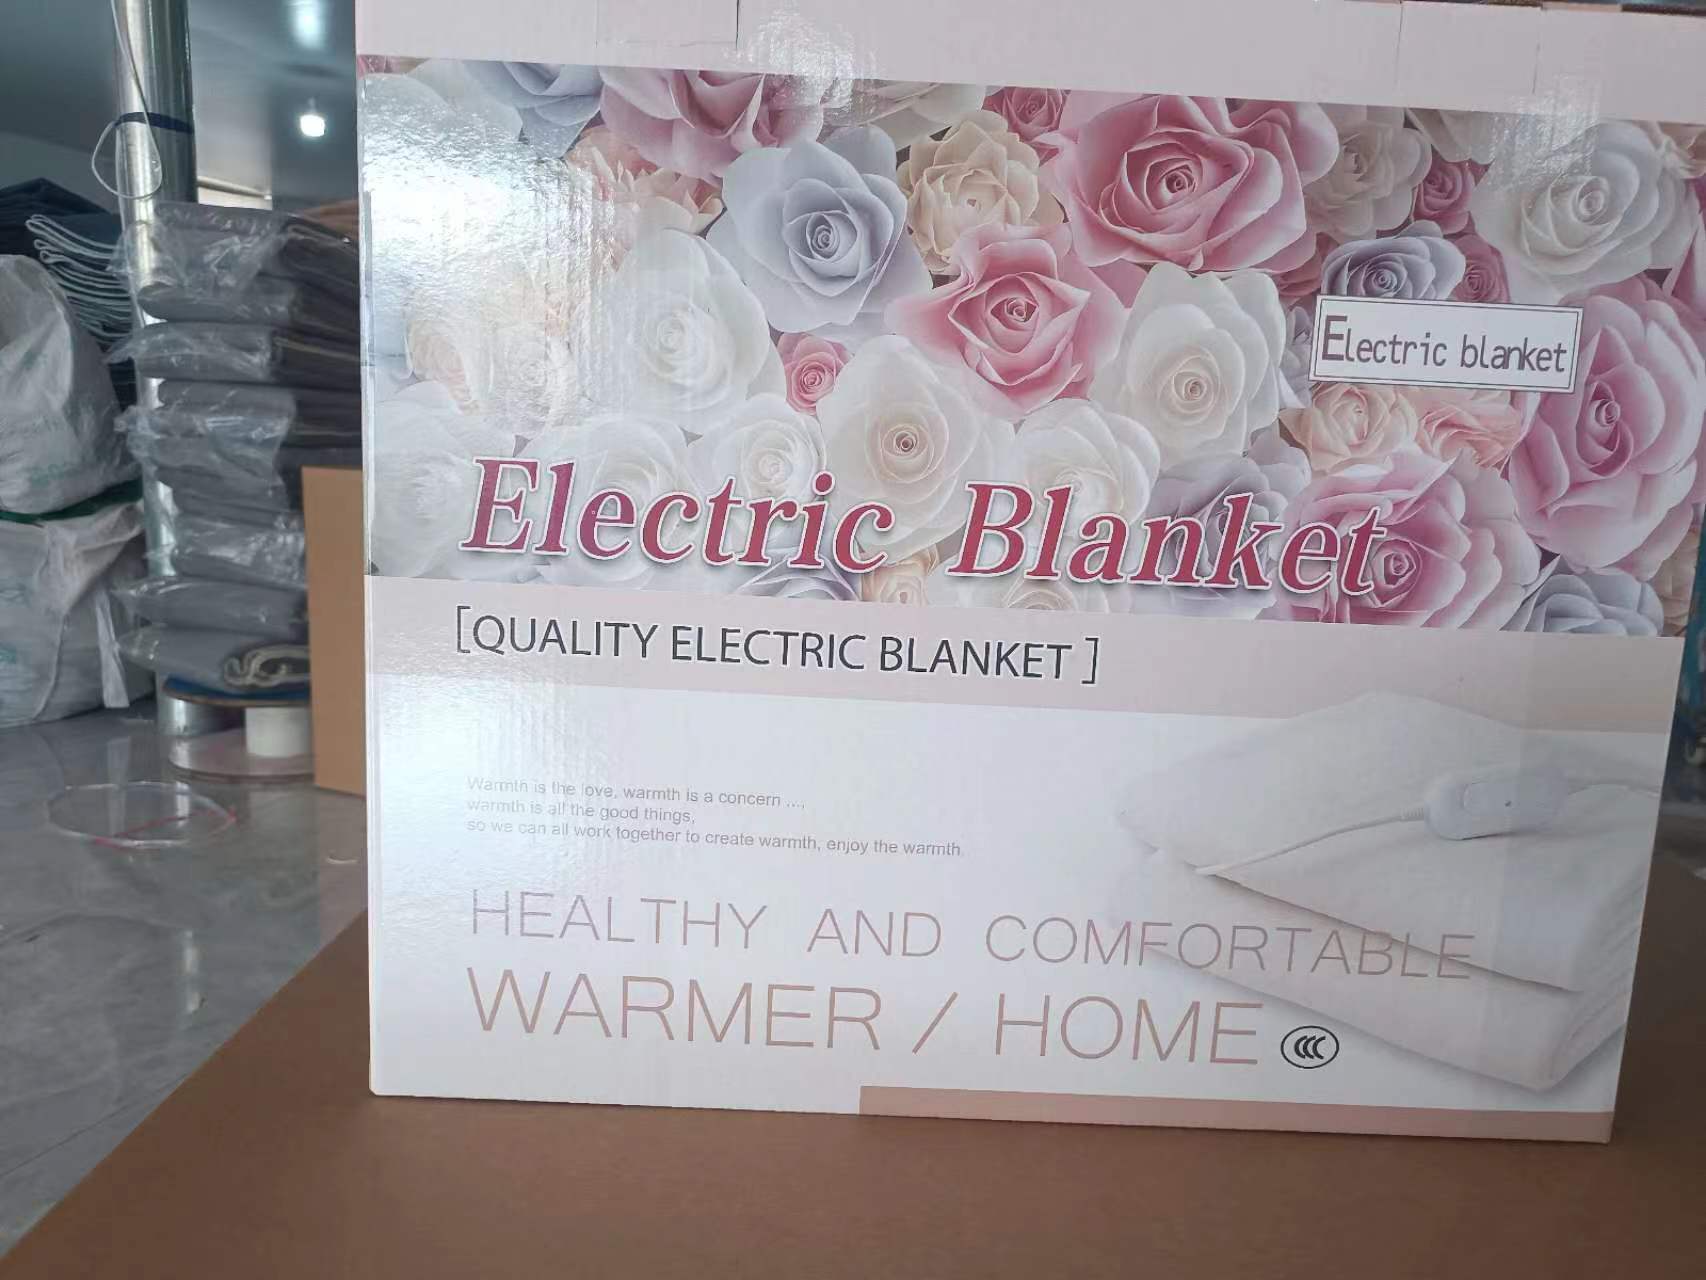 Electric blanket
Electric Blanket
[QUALITY ELECTRIC BLANKET]
Warmth is the love, warmth is a concern ....,
warmth is all the good things,
so we can all work together to create warmth, enjoy the warmth.
HEALTHY AND COMFORTABLE
WARMER / HOME
CCC